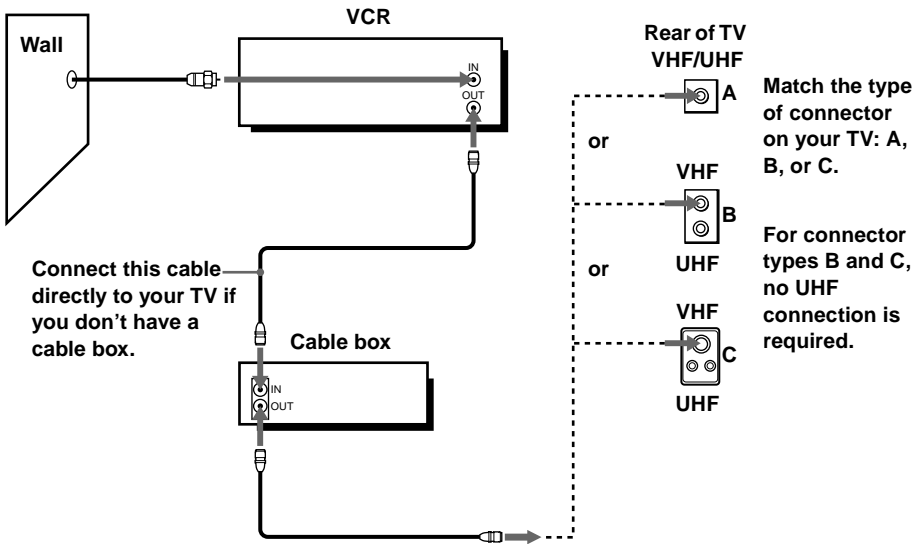 VCR
Wall
IN
OUT
Rear of TV
VHF/UHF
A
Match the type
of connector
on your TV: A,
B, or C.
or
VHF
B
UHF
For connector
types B and C,
no UHF
connection is
required.
or
VHF
C
UHF
Connect this cable
directly to your TV if
you don’t have a
cable box.
Cable box
IN
OUT